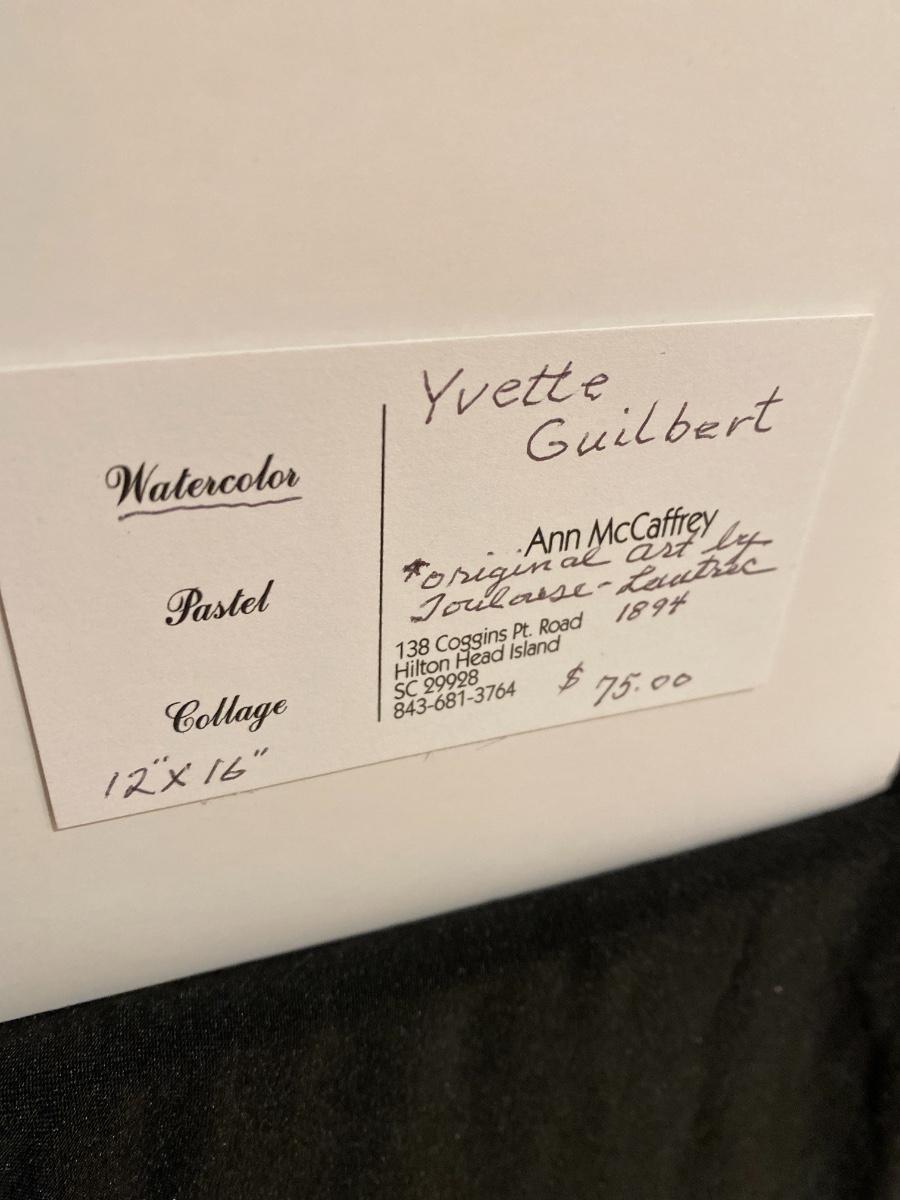 Watercolor
Pastel
Collage
12" X 16"
Yvette
Guilbert
Ann McCaffrey
*original art by
Toulouse-Lautrec
1894
138 Coggins Pt. Road
Hilton Head Island
SC 29928
843-681-3764
$ 75.00